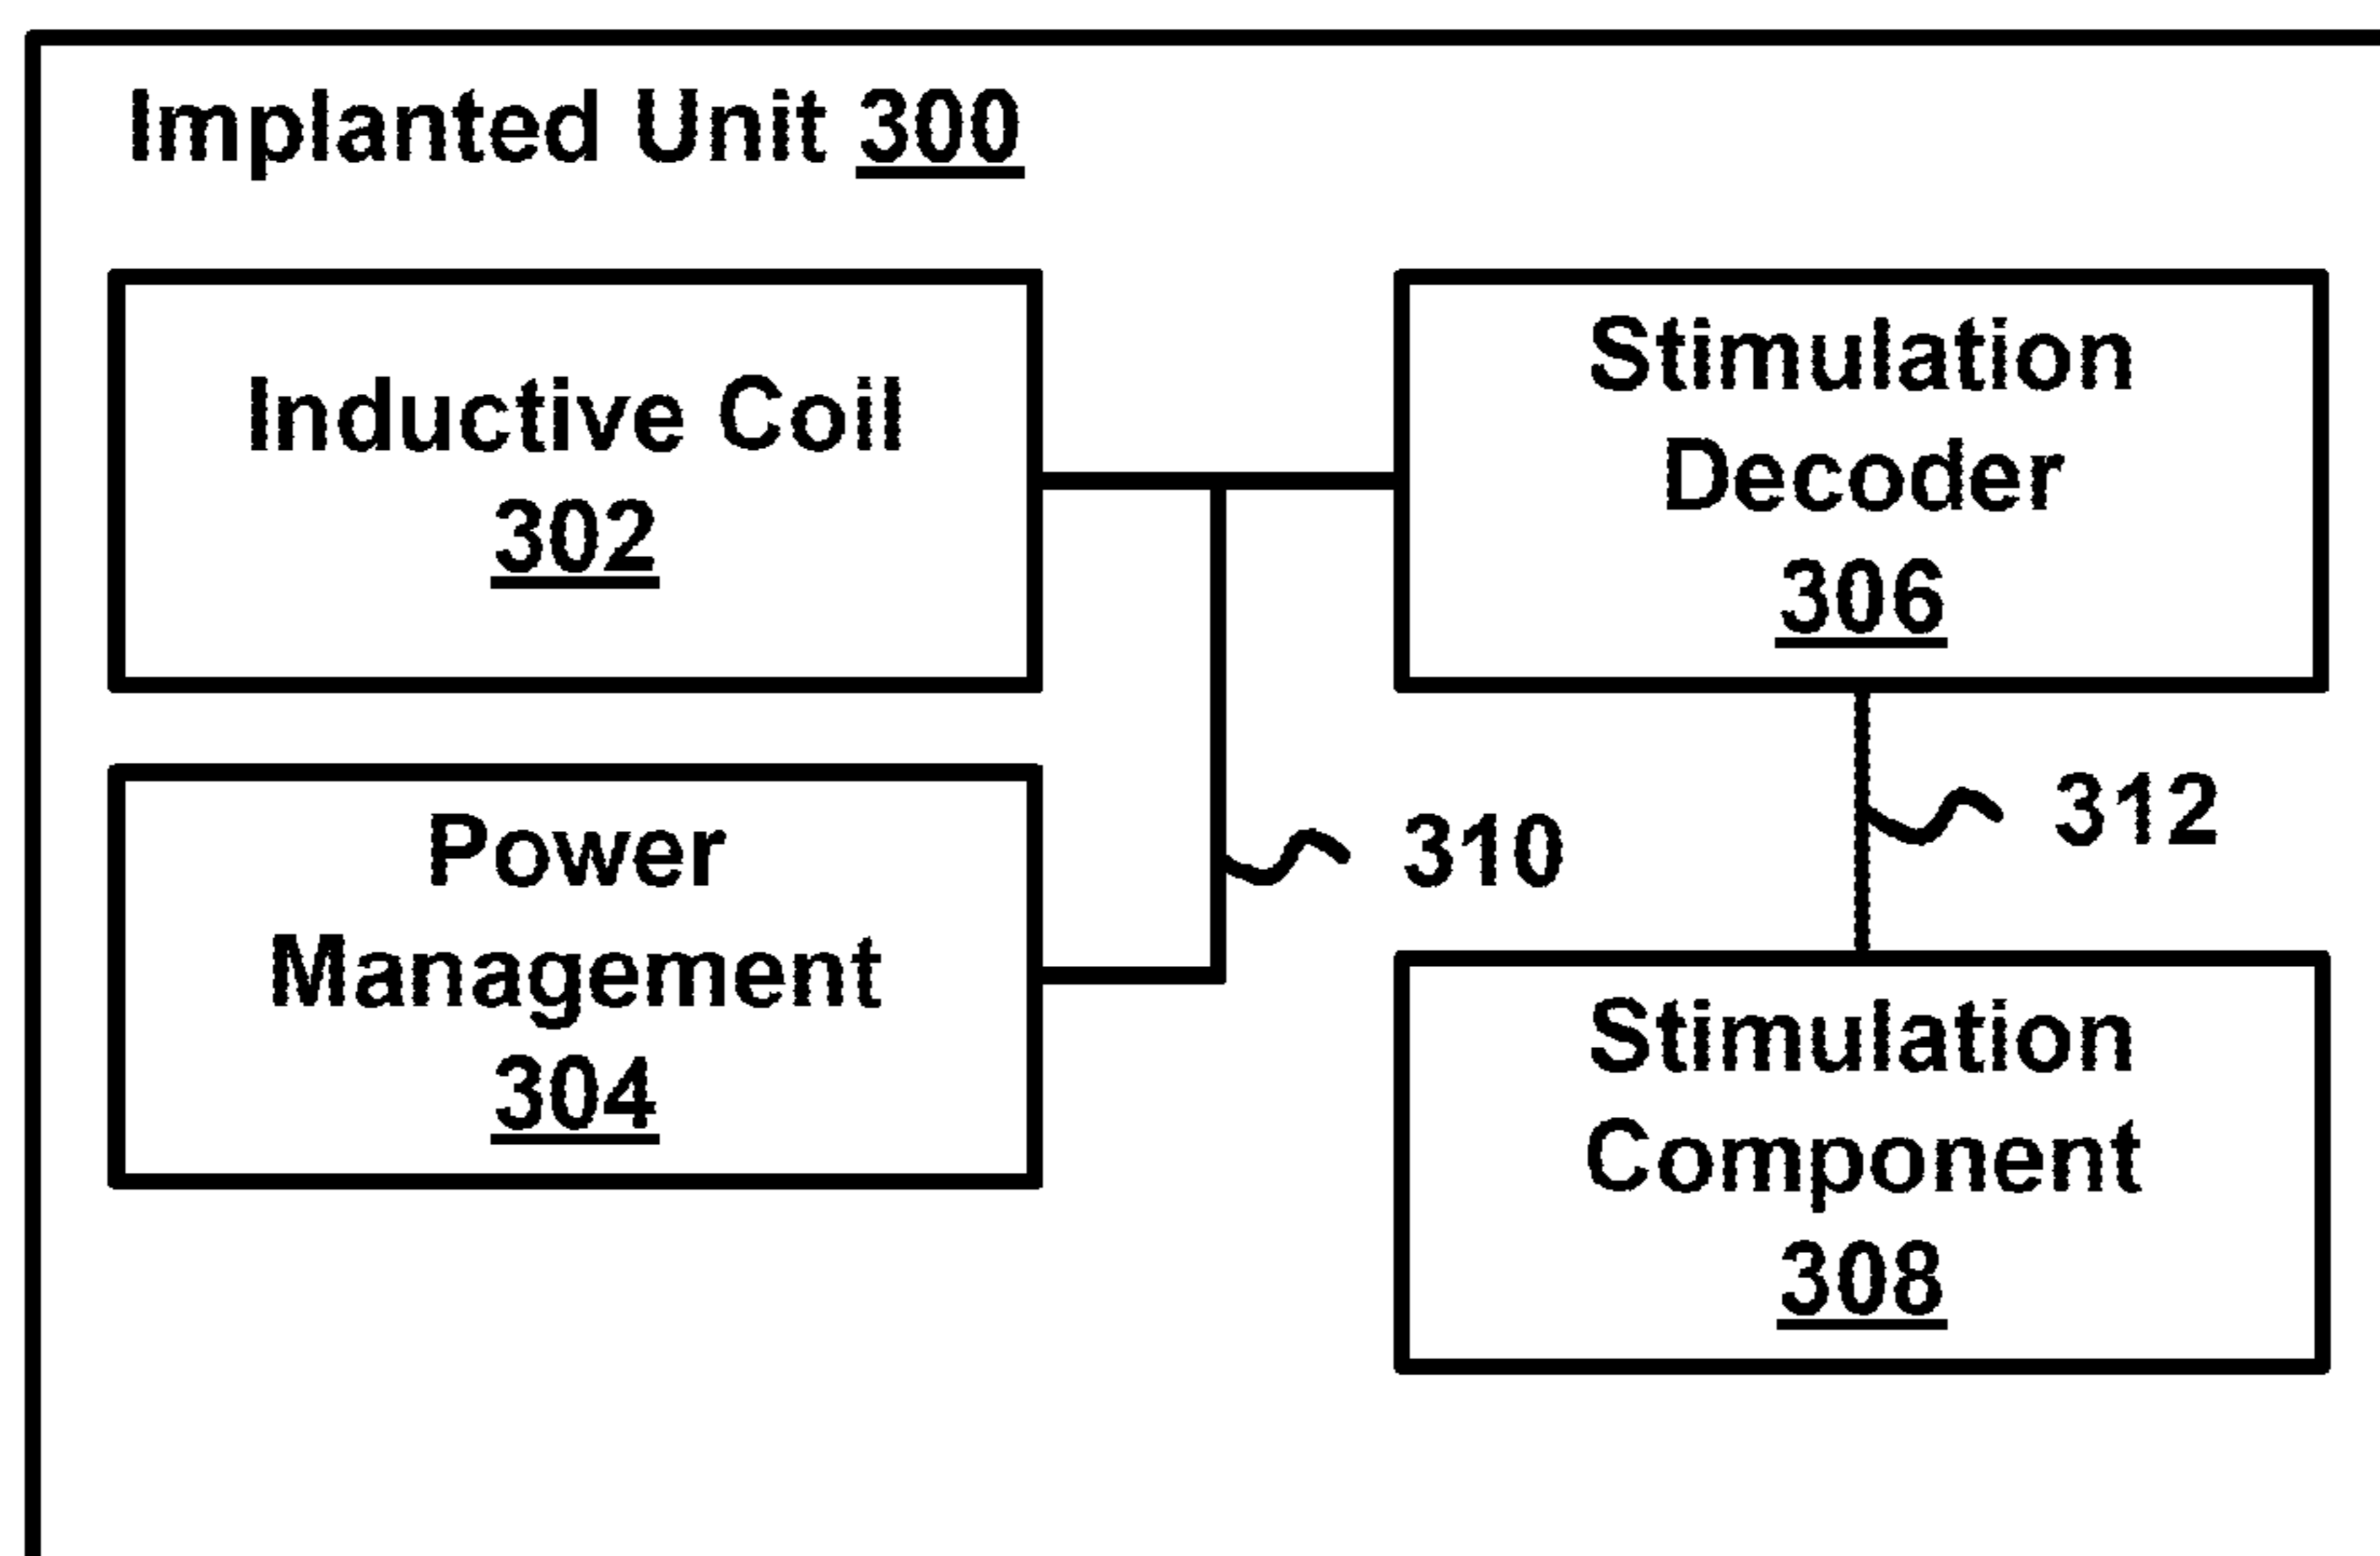 Implanted Unit 300
Inductive Coil
302
Stimulation
Decoder
306
Power
Management
304
310
312
Stimulation
Component
308